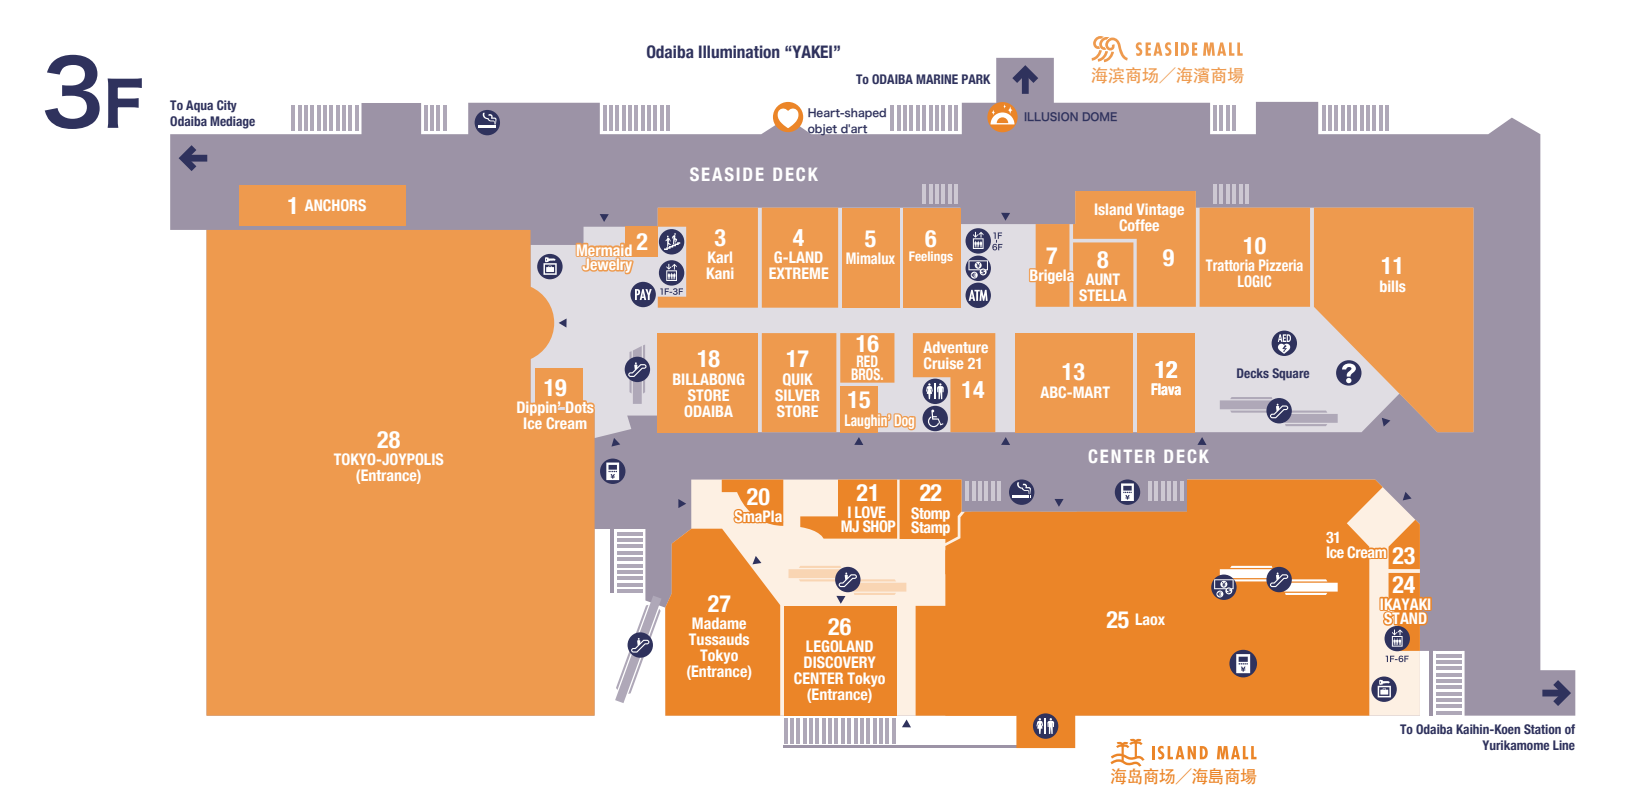 3F
Odaiba Illumination “YAKEI”
SEASIDE MALL
海滨商场／海濱商場
To ODAIBA MARINE PARK
To Aqua City
Odaiba Mediage
Heart-shaped
objet d'art
ILLUSION DOME
SEASIDE DECK
1 ANCHORS
2
Mermaid
Jewelry
1F-3F
PAY
3
Karl
Kani
4
G-LAND
EXTREME
5
Mimalux
6
Feelings
1F
-
6F
¥
€
$
ATM
7
Brigela
Island Vintage
Coffee
8
AUNT
STELLA
9
10
Trattoria Pizzeria
LOGIC
11
bills
18
BILLABONG
STORE
ODAIBA
17
QUIK
SILVER
STORE
16
RED
BROS.
15
Laughin' Dog
Adventure
Cruise 21
14
13
ABC-MART
12
Flava
AED
Decks Square
?
19
Dippin'-Dots
Ice Cream
28
TOKYO-JOYPOLIS
(Entrance)
¥
CENTER DECK
20
SmaPla
21
I LOVE
MJ SHOP
22
Stomp
Stamp
¥
31
Ice Cream
23
24
IKAYAKI
STAND
1F-6F
27
Madame
Tussauds
Tokyo
(Entrance)
26
LEGOLAND
DISCOVERY
CENTER Tokyo
(Entrance)
25 Laox
¥
€
$
¥
To Odaiba Kaihin-Koen Station of
Yurikamome Line
ISLAND MALL
海岛商场／海島商場